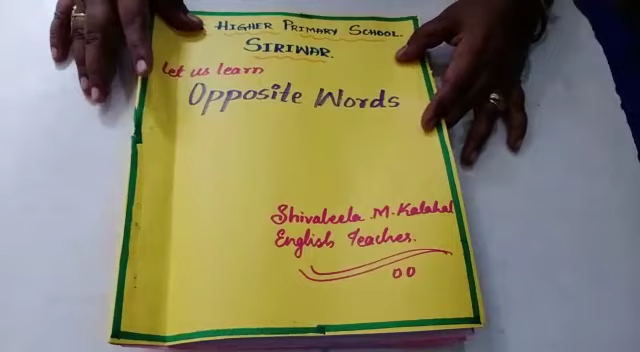 Higher Primary School.
Siriwar.
Let us learn
Opposite Words
Shivaleela .M. Kalahal
English Teacher.